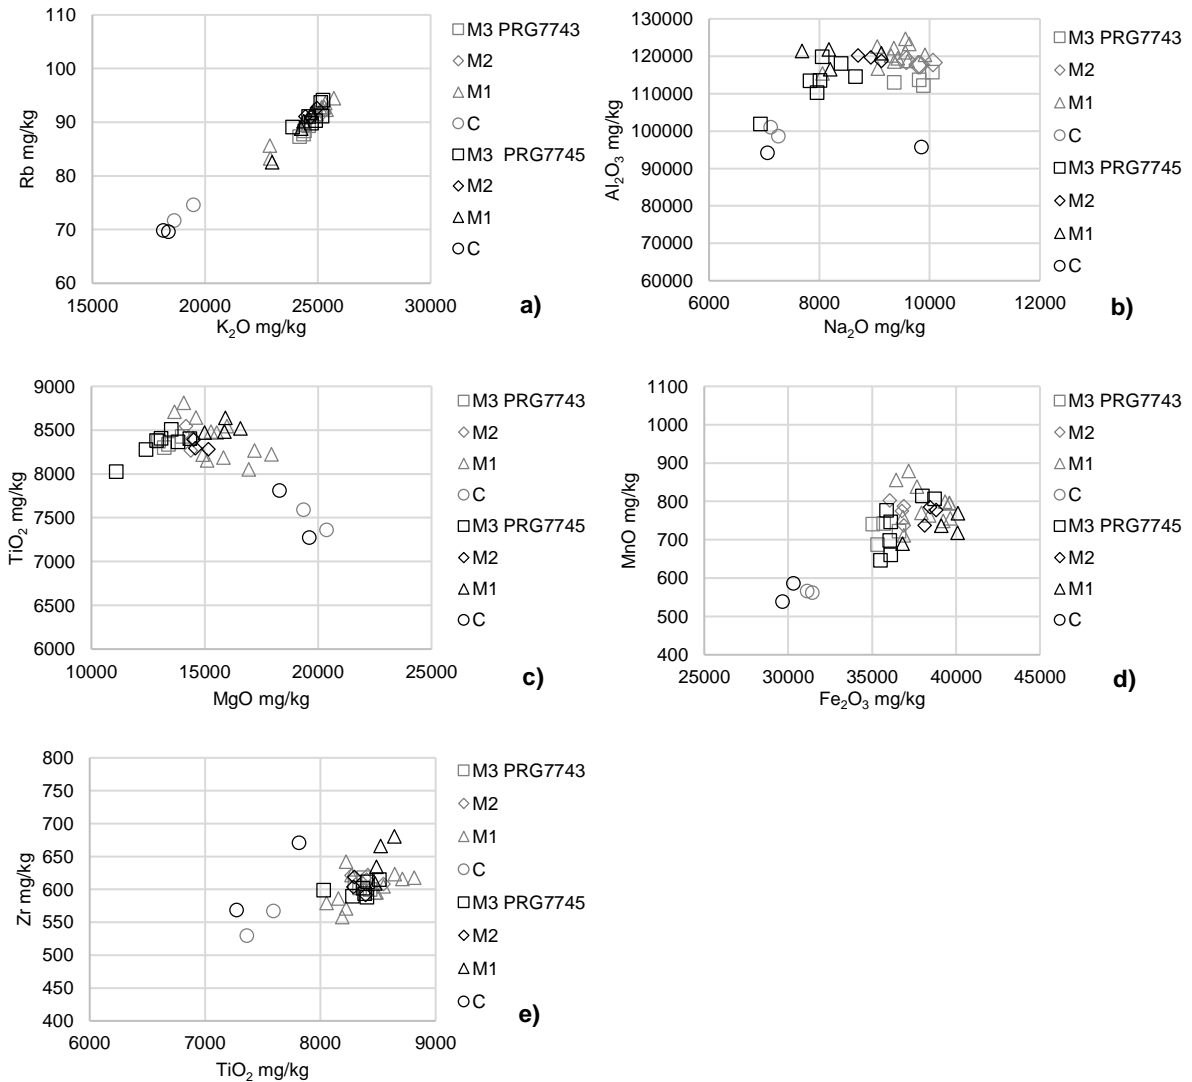 110
100
90
80
70
60
Rb mg/kg
15000 20000 25000 30000
K₂O mg/kg
M3 PRG7743
M2
M1
C
M3 PRG7745
M2
M1
C
a)
130000
120000
110000
100000
90000
80000
70000
60000
Al₂O₃ mg/kg
6000 8000 10000 12000
Na₂O mg/kg
M3 PRG7743
M2
M1
C
M3 PRG7745
M2
M1
C
b)
9000
8500
8000
7500
7000
6500
6000
TiO₂ mg/kg
10000 15000 20000 25000
MgO mg/kg
M3 PRG7743
M2
M1
C
M3 PRG7745
M2
M1
C
c)
1100
1000
900
800
700
600
500
400
MnO mg/kg
25000 30000 35000 40000 45000
Fe₂O₃ mg/kg
M3 PRG7743
M2
M1
C
M3 PRG7745
M2
M1
C
d)
800
750
700
650
600
550
500
450
400
Zr mg/kg
6000 7000 8000 9000
TiO₂ mg/kg
M3 PRG7743
M2
M1
C
M3 PRG7745
M2
M1
C
e)